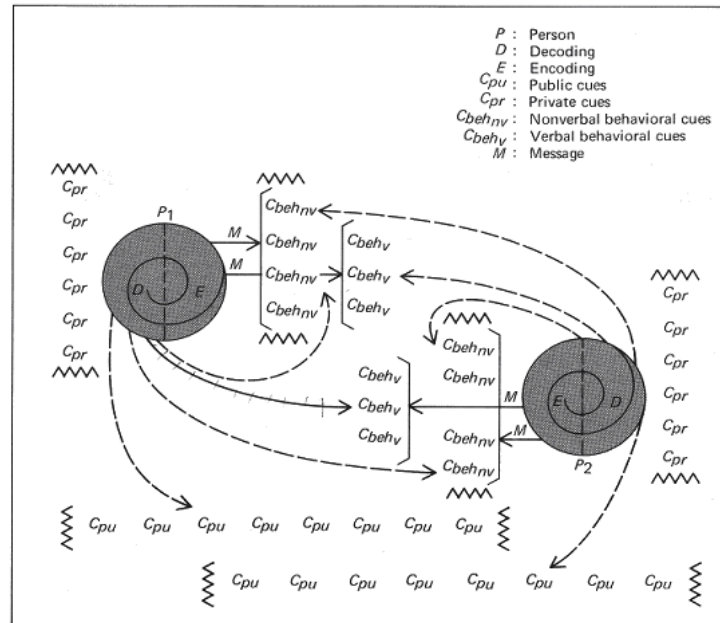 P : Person
D : Decoding
E : Encoding
Cpu : Public cues
Cpr : Private cues
Cbehnv : Nonverbal behavioral cues
Cbehv : Verbal behavioral cues
M : Message
Cpr
Cpr
Cpr
Cpr
Cpr
Cpr
P1
D E
M
M
Cbehnv
Cbehnv
Cbehnv
Cbehnv
Cbehv
Cbehv
Cbehv
Cbehv
Cbehv
Cbehv
Cbehnv
Cbehnv
Cbehnv
Cbehnv
M
M
E D
P2
Cpr
Cpr
Cpr
Cpr
Cpr
Cpr
Cpu Cpu Cpu Cpu Cpu Cpu Cpu Cpu
Cpu Cpu Cpu Cpu Cpu Cpu Cpu Cpu